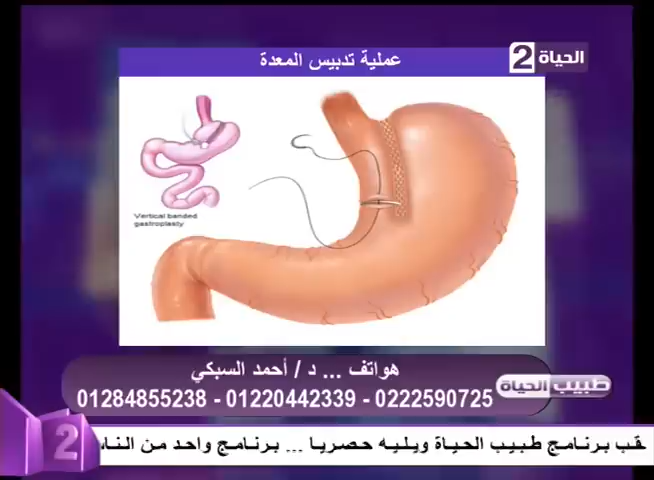 عملية تدبيس المعدة
الحياة 2
Vertical banded
gastroplasty
هواتف ... د / أحمد السبكي
01284855238 - 01220442339 - 0222590725
طبيب الحياة
برنامج طبيب الحياة ويليه حصريا ... برنامج واحد من
2